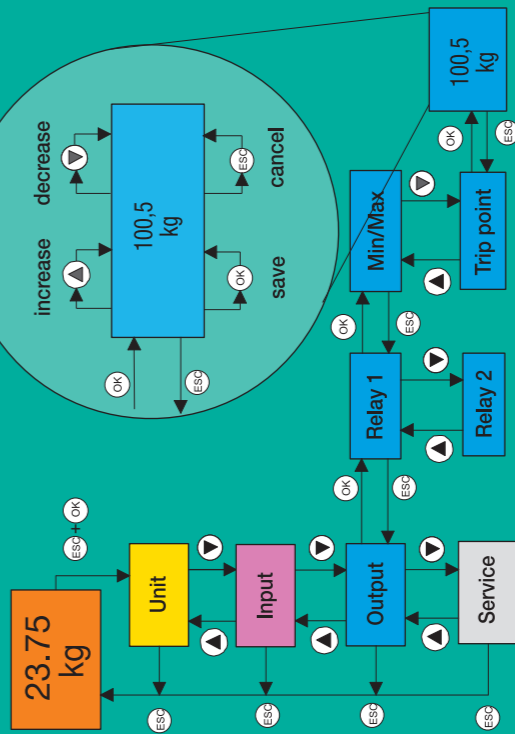 increase
decrease
OK
ESC
100,5
kg
OK
ESC
save
cancel
23.75
kg
ESC + OK
Unit
ESC
Input
ESC
Output
ESC
Service
ESC
OK
ESC
Relay 1
Relay 2
OK
ESC
Min/Max
Trip point
OK
ESC
100,5
kg